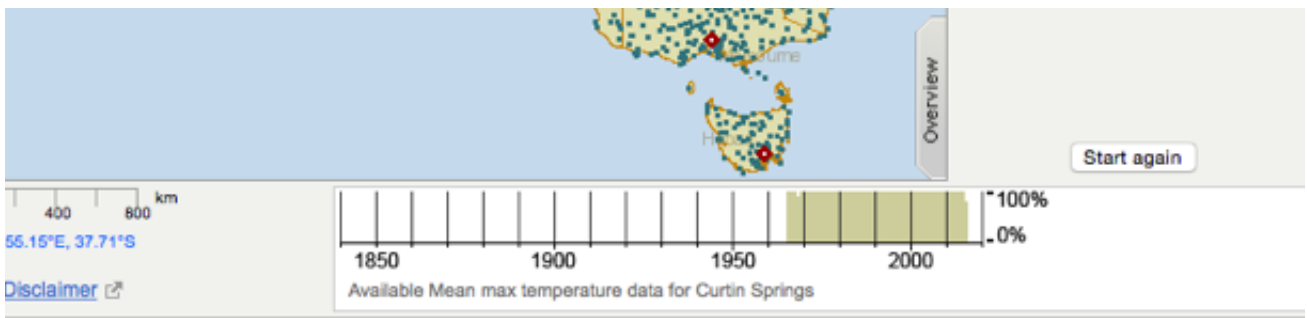 Overview
Start again
400 800 km
55.15°E, 37.71°S
100%
0%
1850 1900 1950 2000
Disclaimer
Available Mean max temperature data for Curtin Springs